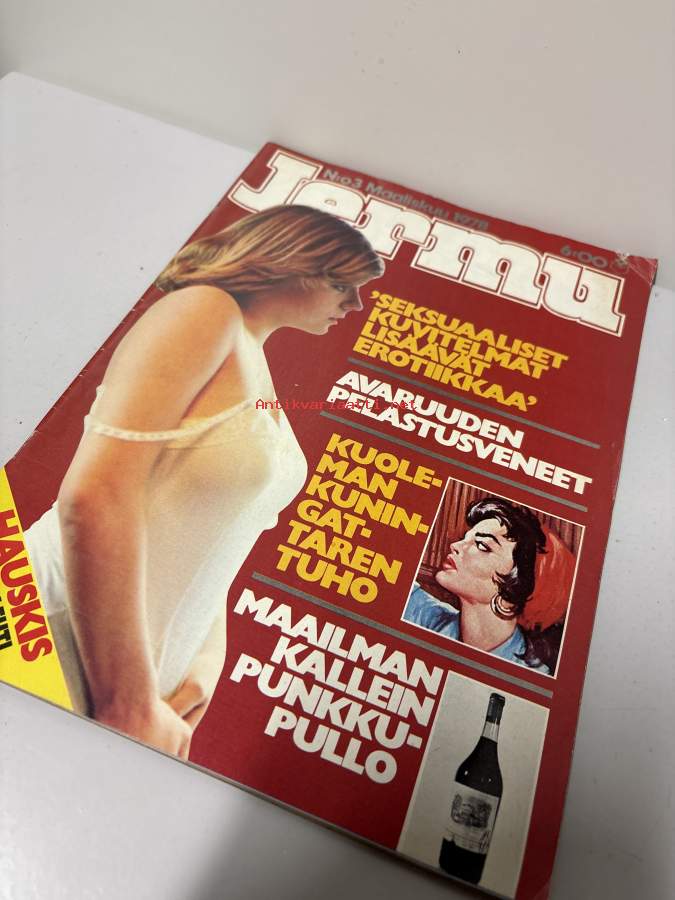 N:o 3 Maaliskuu 1978
6:00
Jermu
'SEKSUAALISET
KUVITELMAT
LISÄÄVÄT
EROTIIKKAA'
AVARUUDEN
PELASTUSVENEET
KUOLE-
MAN
KUNIN-
GAT-
TAREN
TUHO
MAAILMAN
KALLEIN
PUNKKU-
PULLO
HAUSKIS
Antikvariaatti.net